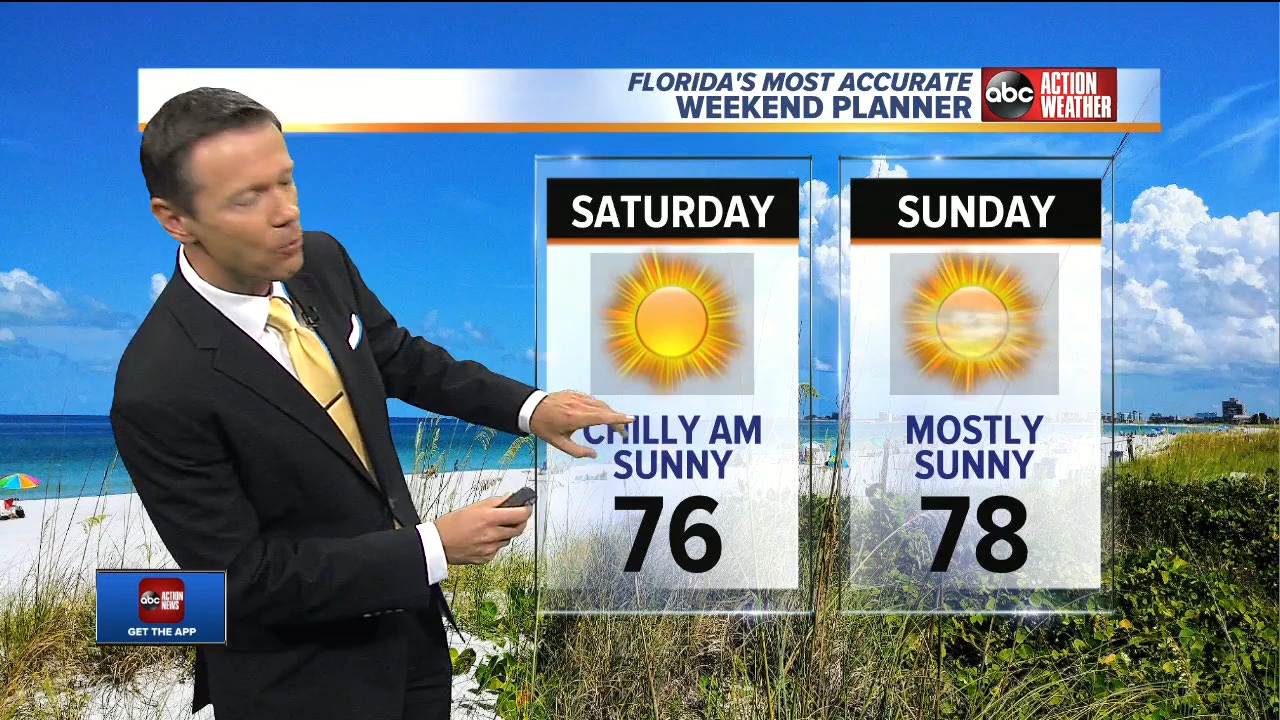 FLORIDA'S MOST ACCURATE
WEEKEND PLANNER
abc ACTION
WEATHER
SATURDAY
CHILLY AM
SUNNY
76
SUNDAY
MOSTLY
SUNNY
78
abc ACTION
NEWS
GET THE APP